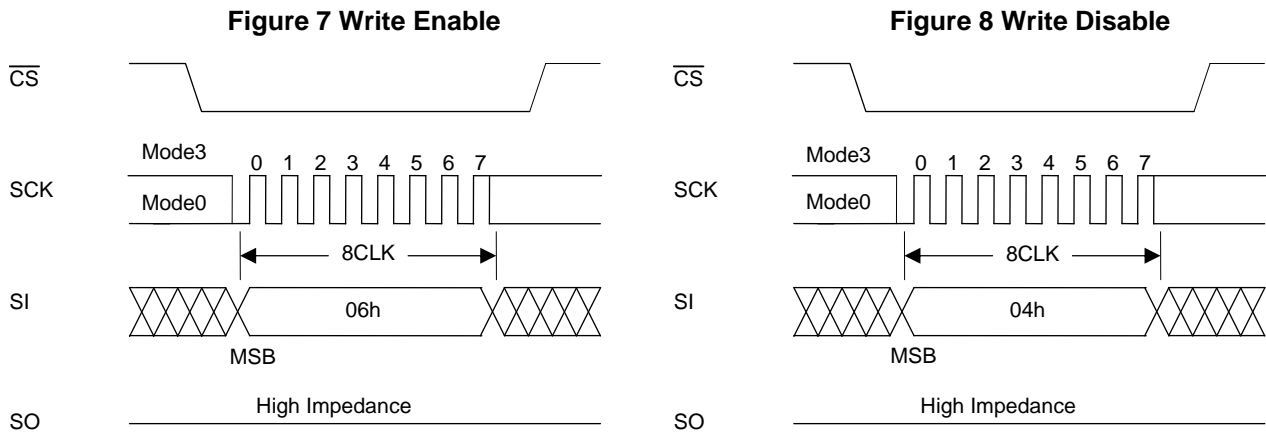 Figure 7 Write Enable
CS
Mode3
SCK
0 1 2 3 4 5 6 7
Mode0
8CLK
SI
06h
MSB
High Impedance
SO
Figure 8 Write Disable
CS
Mode3
SCK
0 1 2 3 4 5 6 7
Mode0
8CLK
SI
04h
MSB
High Impedance
SO